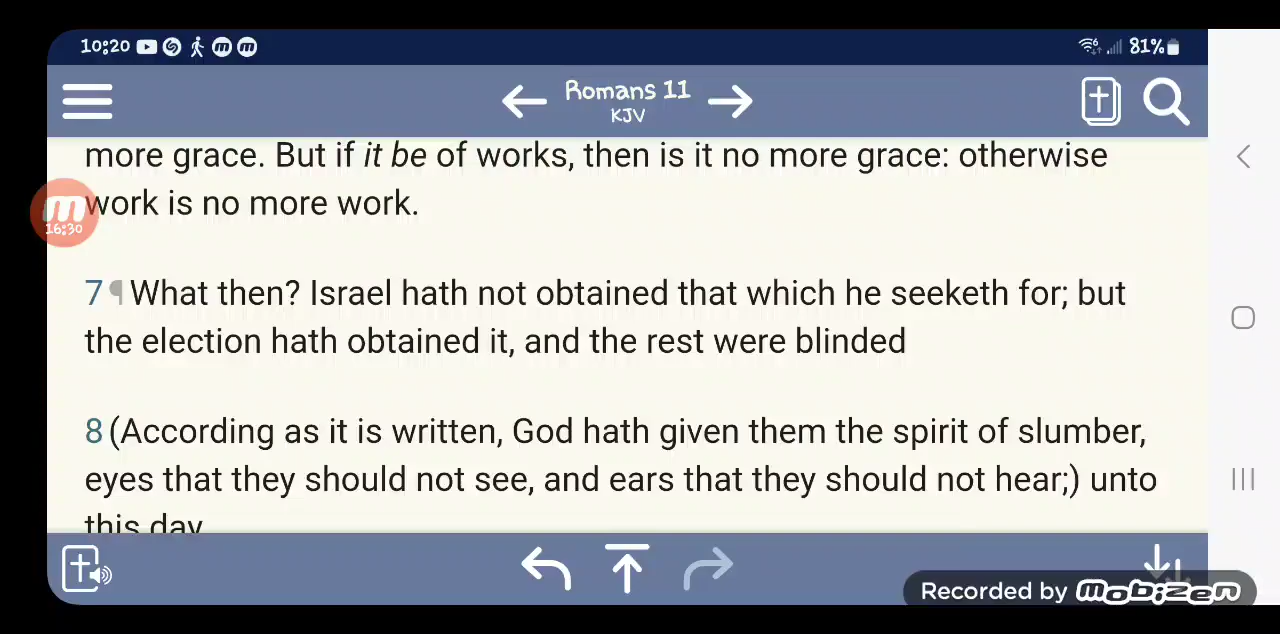 10:20 81%
Romans 11
KJV
more grace. But if it be of works, then is it no more grace: otherwise
work is no more work.
16:30
7 ¶ What then? Israel hath not obtained that which he seeketh for; but
the election hath obtained it, and the rest were blinded
8 (According as it is written, God hath given them the spirit of slumber,
eyes that they should not see, and ears that they should not hear;) unto
this day
Recorded by mobizen